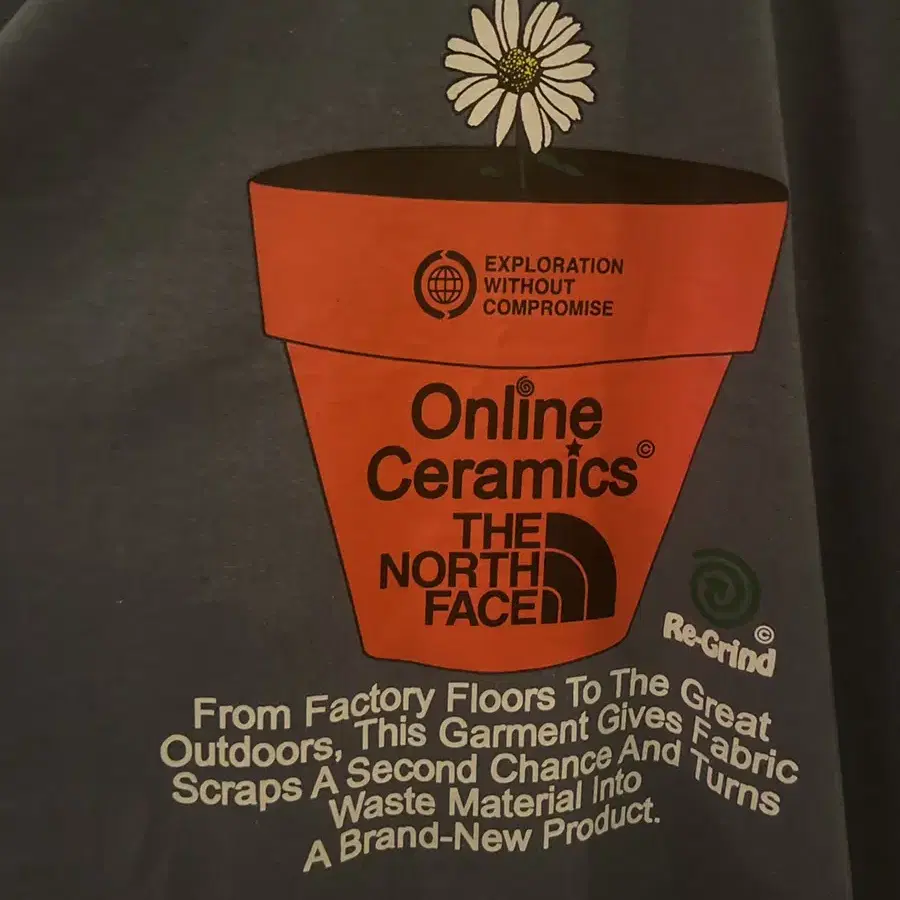 EXPLORATION
WITHOUT
COMPROMISE
Online
Ceramics©
THE
NORTH
FACE
Re-Grind©
From Factory Floors To The Great
Outdoors, This Garment Gives Fabric
Scraps A Second Chance And Turns
Waste Material Into
A Brand-New Product.